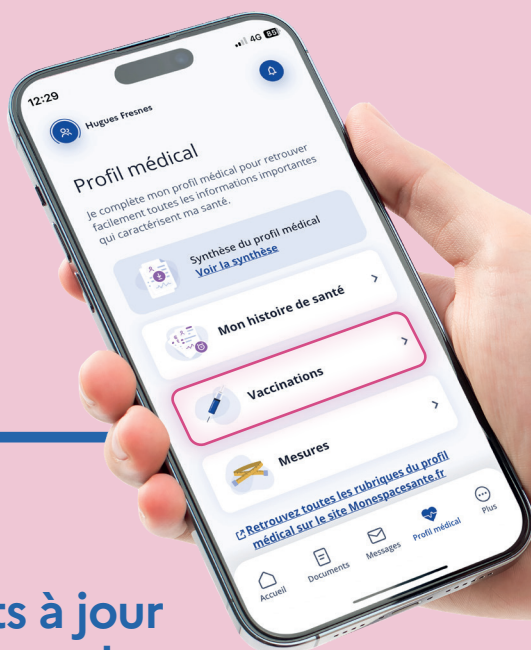 12:29
4G 85
Hugues Fresnes
Profil médical
Je complète mon profil médical pour retrouver
facilement toutes les informations importantes
qui caractérisent ma santé.
Synthèse du profil médical
Voir la synthèse
Mon histoire de santé
Vaccinations
Mesures
Retrouvez toutes les rubriques du profil
médical sur le site Monespacesante.fr
Accueil
Documents
Messages
Profil médical
Plus
ts à jour